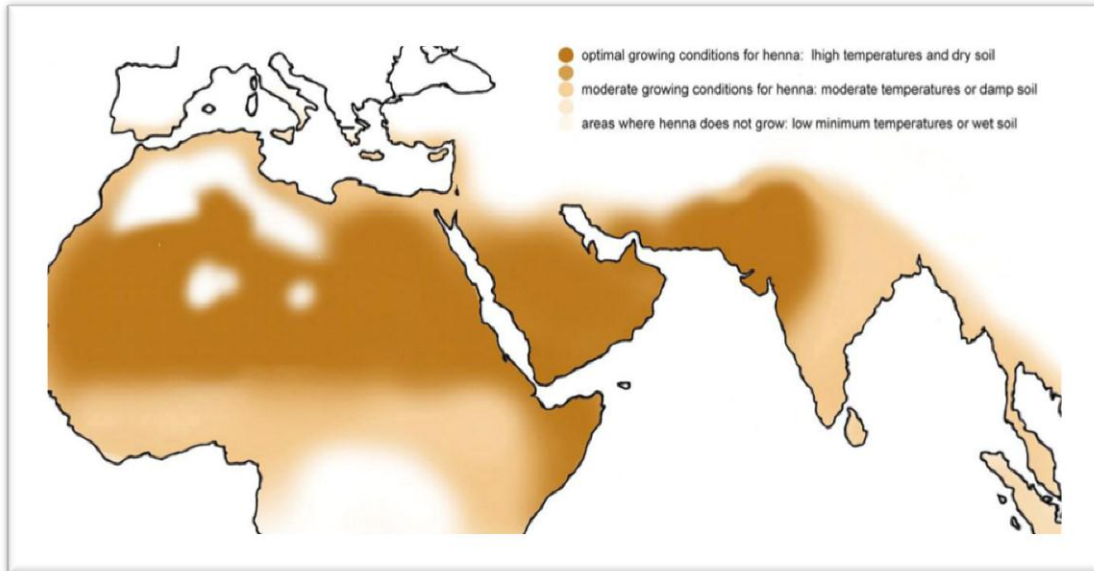 optimal growing conditions for henna: lhigh temperatures and dry soil
moderate growing conditions for henna: moderate temperatures or damp soil
areas where henna does not grow: low minimum temperatures or wet soil